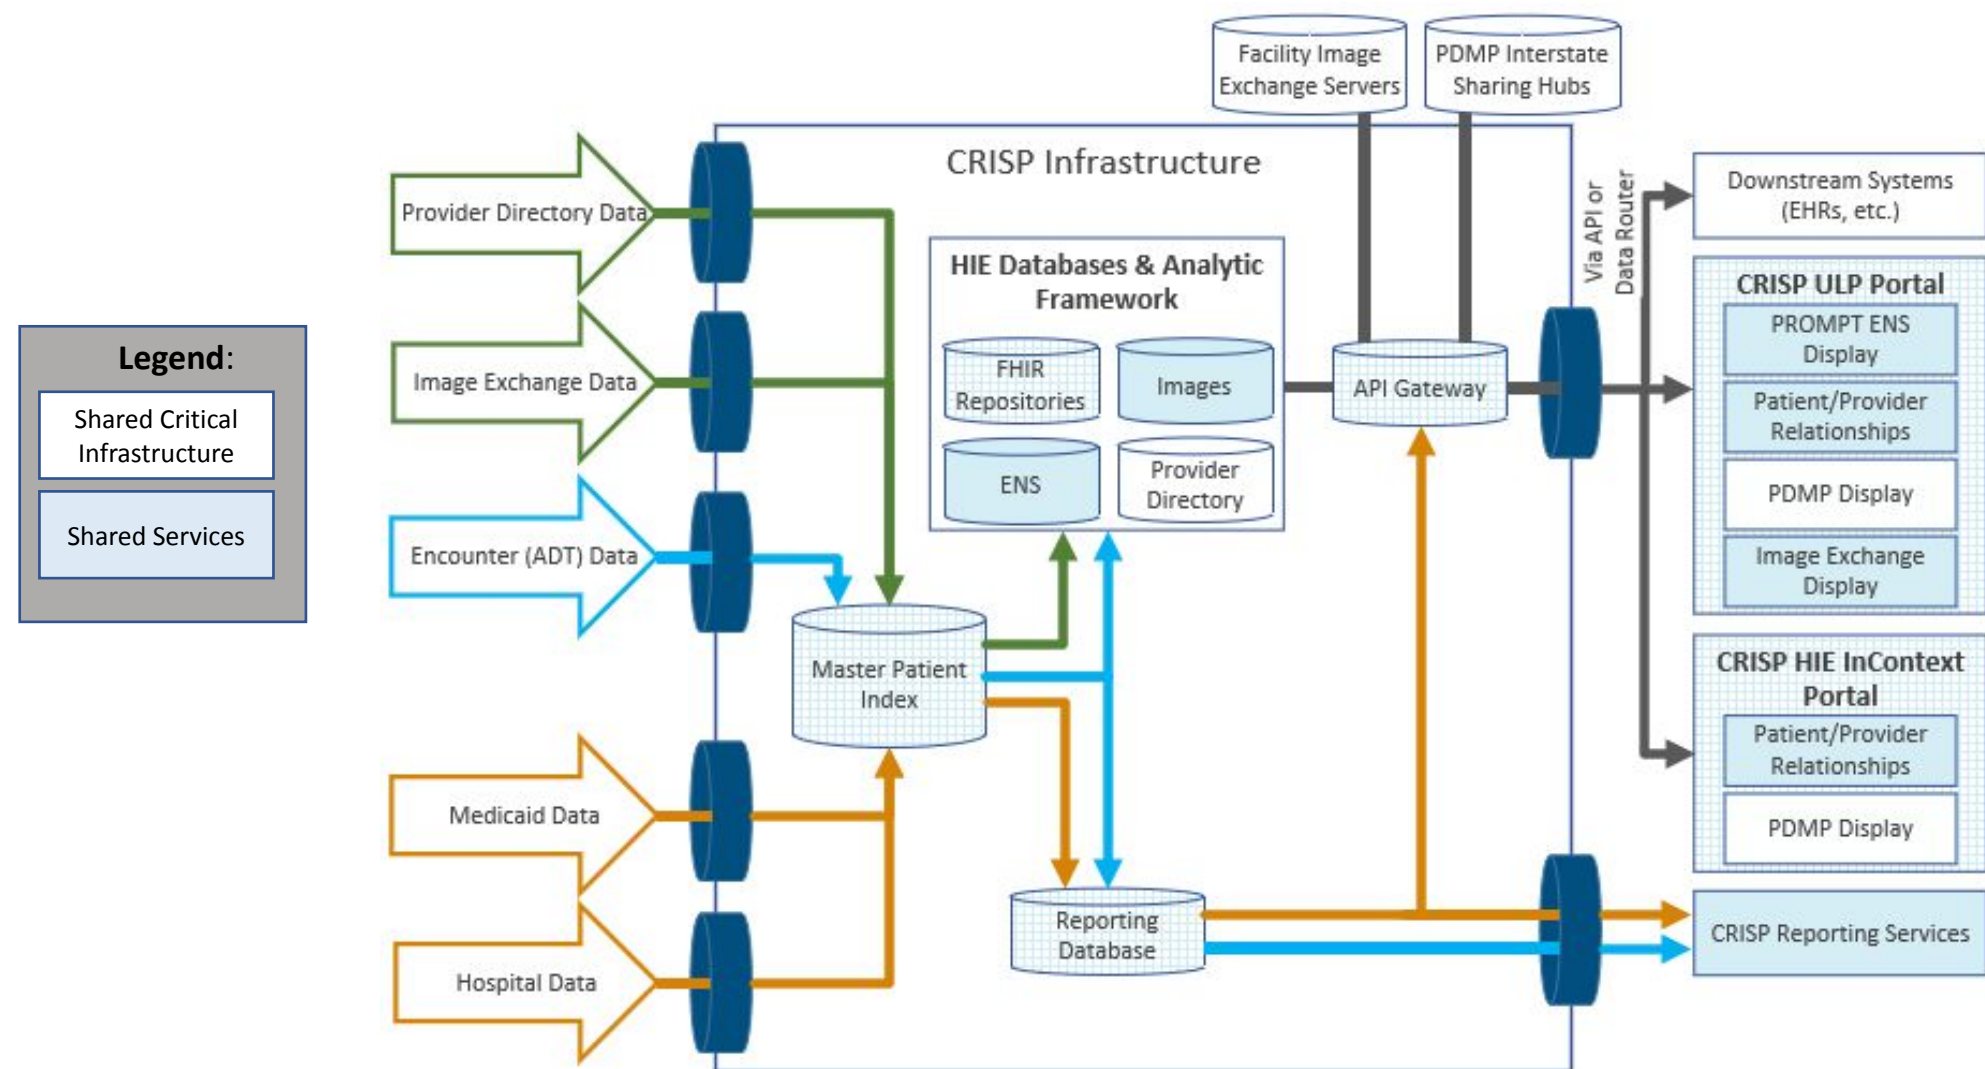 Facility Image
Exchange Servers
PDMP Interstate
Sharing Hubs
CRISP Infrastructure
Provider Directory Data
Image Exchange Data
Encounter (ADT) Data
Medicaid Data
Hospital Data
Legend:
Shared Critical
Infrastructure
Shared Services
HIE Databases & Analytic
Framework
FHIR
Repositories
Images
ENS
Provider
Directory
Master Patient
Index
Reporting
Database
API Gateway
Via API or
Data Router
Downstream Systems
(EHRs, etc.)
CRISP ULP Portal
PROMPT ENS
Display
Patient/Provider
Relationships
PDMP Display
Image Exchange
Display
CRISP HIE InContext
Portal
Patient/Provider
Relationships
PDMP Display
CRISP Reporting Services